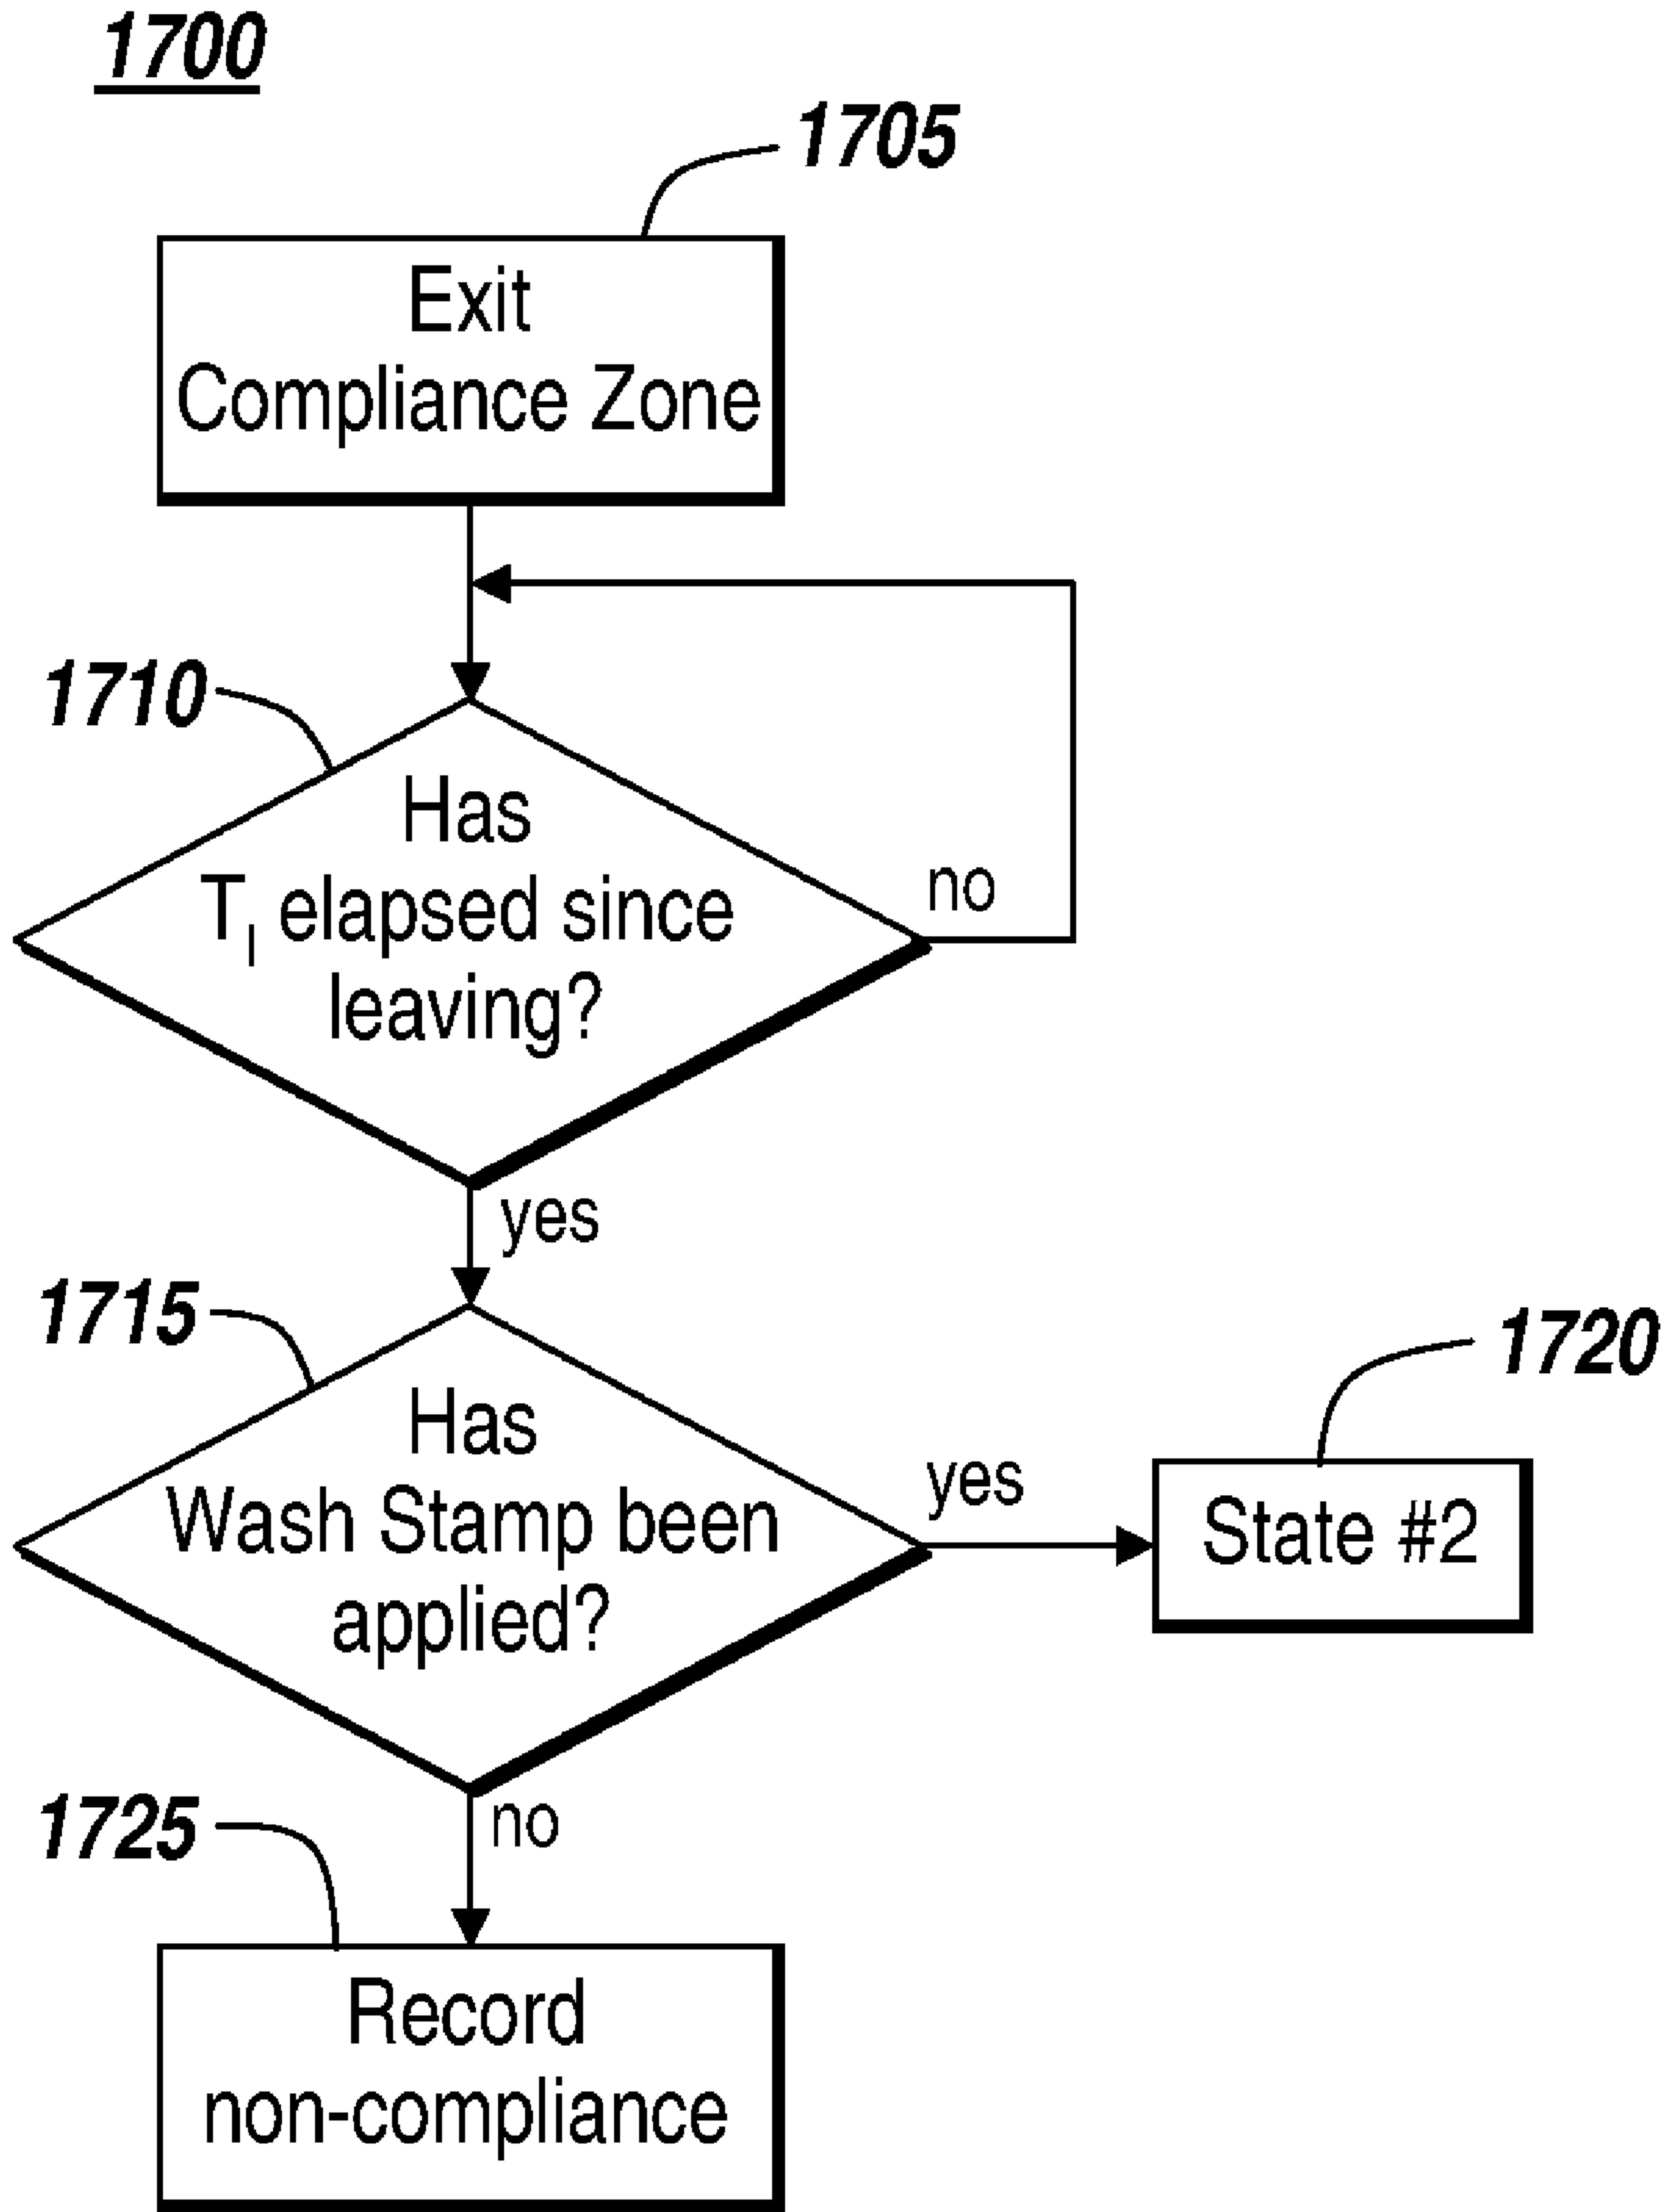 1700
1705
Exit
Compliance Zone
1710
Has
T_l elapsed since
leaving?
no
yes
1715
Has
Wash Stamp been
applied?
yes
1720
State #2
no
1725
Record
non-compliance